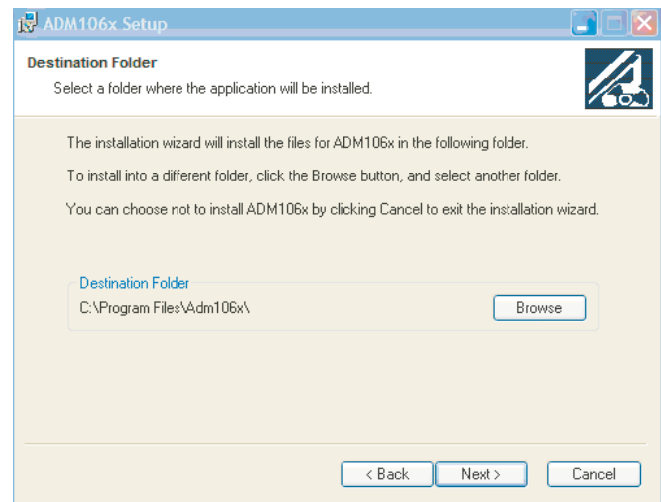 ADM106x Setup
Destination Folder
Select a folder where the application will be installed.
The installation wizard will install the files for ADM106x in the following folder.
To install into a different folder, click the Browse button, and select another folder.
You can choose not to install ADM106x by clicking Cancel to exit the installation wizard.
Destination Folder
C:\Program Files\Adm106x\
Browse
< Back
Next >
Cancel